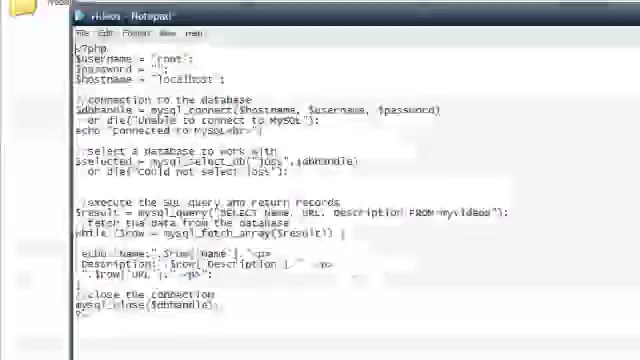 videos - Notepad
File Edit Format View Help
<?php
$username = "root";
$password = "";
$hostname = "localhost";
//connection to the database
$dbhandle = mysql_connect($hostname, $username, $password)
or die("Unable to connect to MySQL");
echo "Connected to MySQL<br>";
//select a database to work with
$selected = mysql_select_db("joss",$dbhandle)
or die("Could not select joss");
//execute the SQL query and return records
$result = mysql_query("SELECT Name, URL, Description FROM myvideos");
//fetch the data from the database
while ($row = mysql_fetch_array($result)) {
echo "Name:".$row['Name']."<p>
Description:".$row['Description']." <p>
".$row['URL']."<p>";
}
//close the connection
mysql_close($dbhandle);
?>